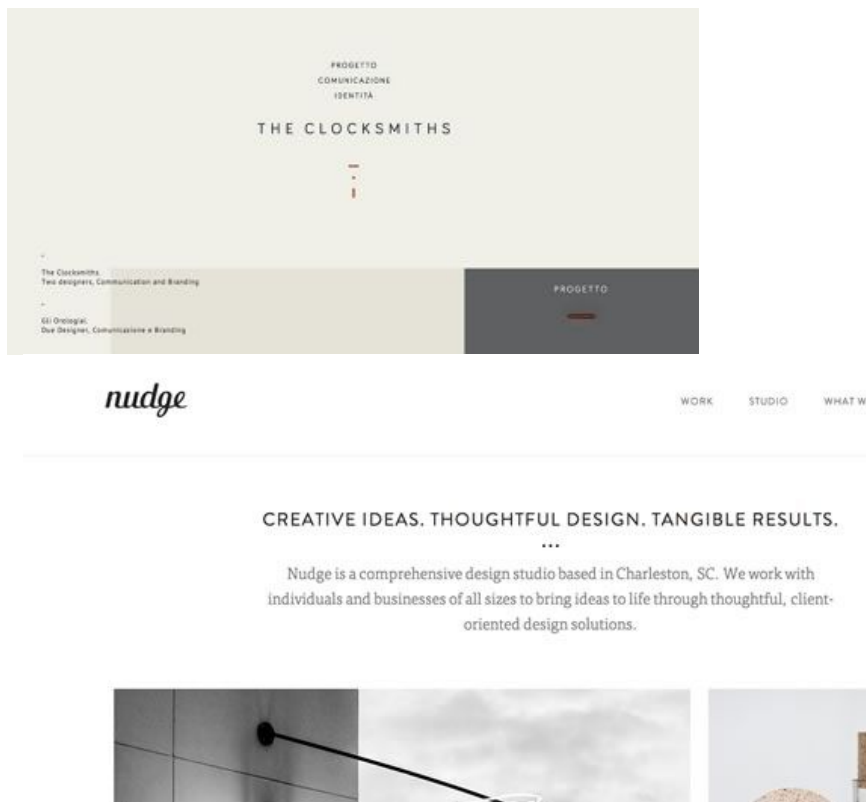 PROGETTO
COMUNICAZIONE
IDENTITÀ
THE CLOCKSMITHS
The Clocksmiths.
Two designers, Communication and Branding
Gli Orologiai.
Due Designer, Comunicazione e Branding
PROGETTO
nudge
WORK STUDIO WHAT W
CREATIVE IDEAS. THOUGHTFUL DESIGN. TANGIBLE RESULTS.
Nudge is a comprehensive design studio based in Charleston, SC. We work with
individuals and businesses of all sizes to bring ideas to life through thoughtful, client-
oriented design solutions.